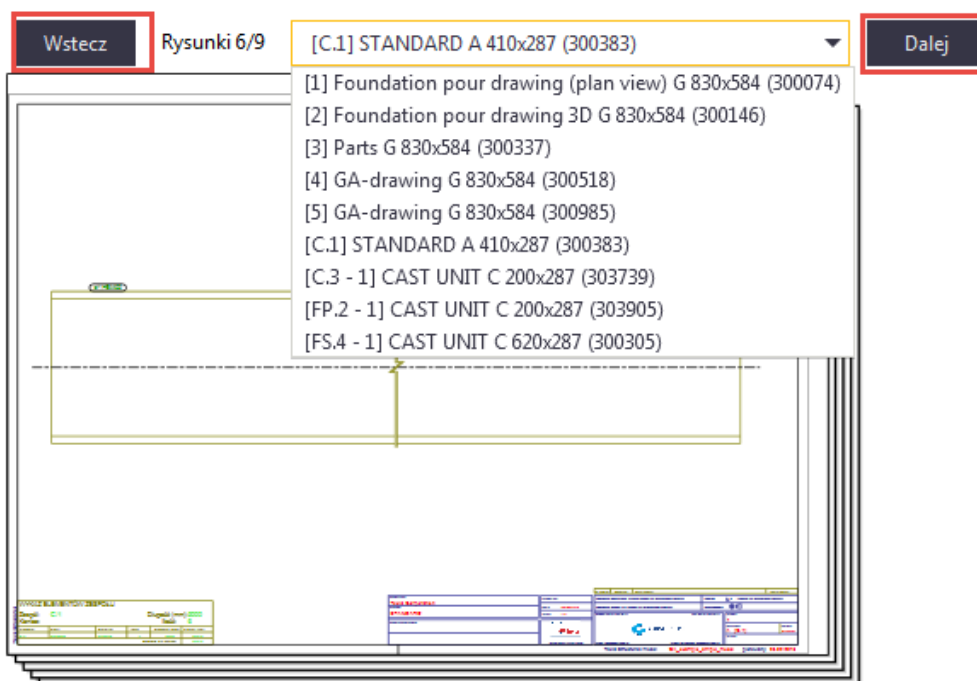 Wstecz
Rysunki 6/9
[C.1] STANDARD A 410x287 (300383)
Dalej
[1] Foundation pour drawing (plan view) G 830x584 (300074)
[2] Foundation pour drawing 3D G 830x584 (300146)
[3] Parts G 830x584 (300337)
[4] GA-drawing G 830x584 (300518)
[5] GA-drawing G 830x584 (300985)
[C.1] STANDARD A 410x287 (300383)
[C.3 - 1] CAST UNIT C 200x287 (303739)
[FP.2 - 1] CAST UNIT C 200x287 (303905)
[FS.4 - 1] CAST UNIT C 620x287 (300305)